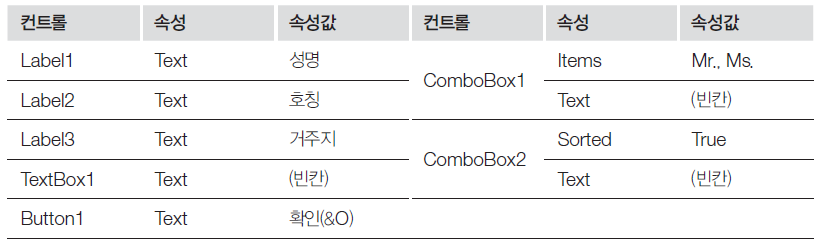 컨트롤 속성 속성값 컨트롤 속성 속성값
Label1 Text 성명 ComboBox1 Items Mr., Ms.
Label2 Text 호칭 Text (빈칸)
Label3 Text 거주지 ComboBox2 Sorted True
TextBox1 Text (빈칸) Text (빈칸)
Button1 Text 확인(&O)